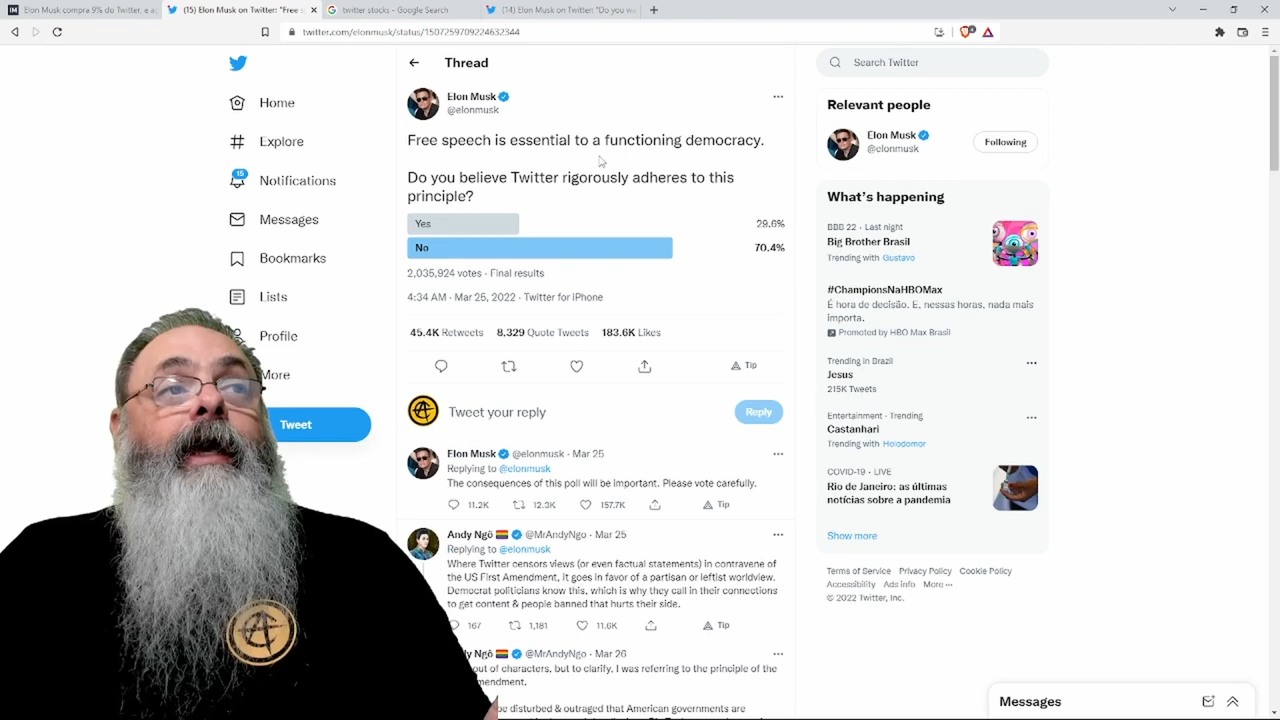 Elon Musk compra 9% do Twitter, e a
(15) Elon Musk on Twitter: "Free s
twitter stocks - Google Search
(14) Elon Musk on Twitter: "Do you w
twitter.com/elonmusk/status/1507259709224632344
Home
Explore
15
Notifications
Messages
Bookmarks
Lists
Profile
More
Tweet
Thread
Elon Musk
@elonmusk
Free speech is essential to a functioning democracy.
Do you believe Twitter rigorously adheres to this
principle?
Yes 29.6%
No 70.4%
2,035,924 votes · Final results
4:34 AM · Mar 25, 2022 · Twitter for iPhone
45.4K Retweets 8,329 Quote Tweets 183.6K Likes
Tip
Tweet your reply
Reply
Elon Musk @elonmusk · Mar 25
Replying to @elonmusk
The consequences of this poll will be important. Please vote carefully.
11.2K 12.3K 157.7K Tip
Andy Ngô @MrAndyNgo · Mar 25
Replying to @elonmusk
Where Twitter censors views (or even factual statements) in contravene of
the US First Amendment, it goes in favor of a partisan or leftist worldview.
Democrat politicians know this, which is why they call in their connections
to get content & people banned that hurts their side.
167 1,181 11.6K Tip
Ngô @MrAndyNgo · Mar 26
out of characters, but to clarify, I was referring to the principle of the
mendment.
be disturbed & outraged that American governments are
Search Twitter
Relevant people
Elon Musk
@elonmusk
Following
What's happening
BBB 22 · Last night
Big Brother Brasil
Trending with Gustavo
#ChampionsNaHBOMax
É hora de decisão. E, nessas horas, nada mais
importa.
Promoted by HBO Max Brasil
Trending in Brazil
Jesus
215K Tweets
Entertainment · Trending
Castanhari
Trending with Holodomor
COVID-19 · LIVE
Rio de Janeiro: as últimas
notícias sobre a pandemia
Show more
Terms of Service Privacy Policy Cookie Policy
Accessibility Ads info More ···
© 2022 Twitter, Inc.
Messages